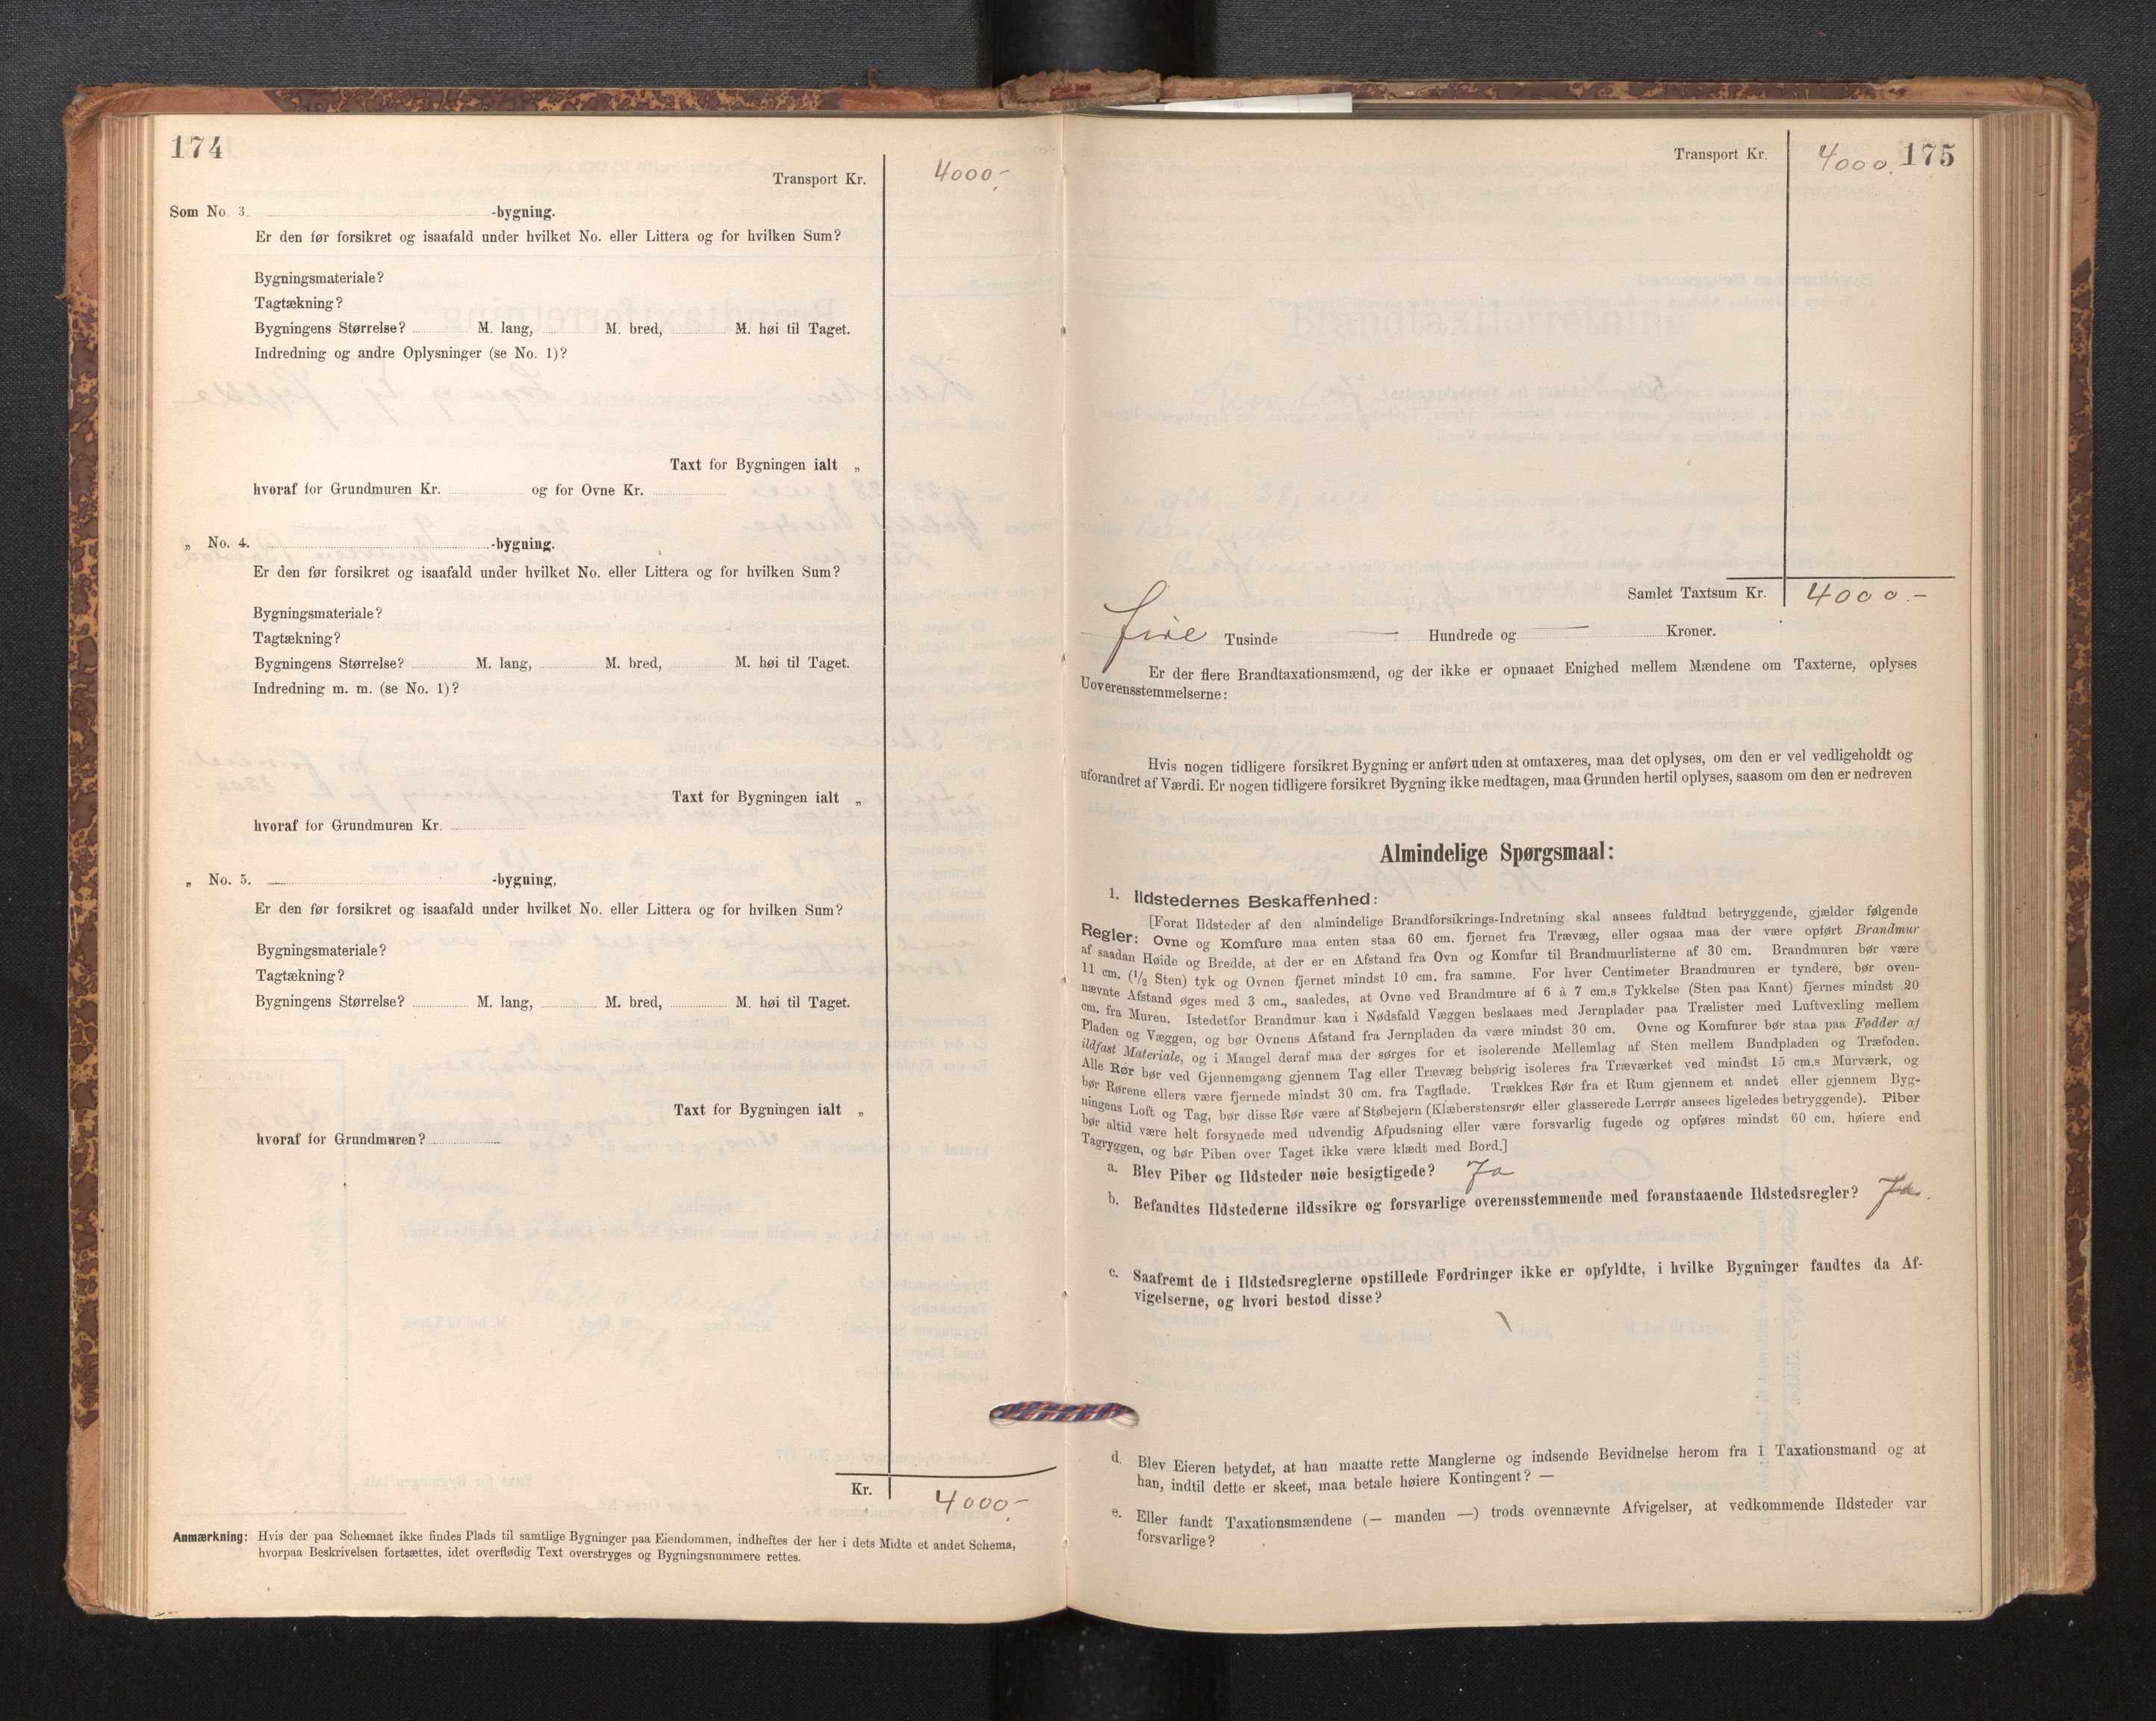 174
Transport Kr. 4000,-
Som No 3. -bygning.
Er den før forsikret og isaafald under hvilket No. eller Littera og for hvilken Sum?
Bygningsmateriale?
Tagtækning?
Bygningens Størrelse? M. lang, M. bred, M. høi til Taget.
Indredning og andre Oplysninger (se No. 1)?
Taxt for Bygningen ialt „
hvoraf for Grundmuren Kr. og for Ovne Kr.
„ No. 4. -bygning.
Er den før forsikret og isaafald under hvilket No. eller Littera og for hvilken Sum?
Bygningsmateriale?
Tagtækning?
Bygningens Størrelse? M. lang, M. bred, M. høi til Taget.
Indredning m. m. (se No. 1)?
Taxt for Bygningen ialt „
hvoraf for Grundmuren Kr.
„ No. 5. -bygning,
Er den før forsikret og isaafald under hvilket No. eller Littera og for hvilken Sum?
Bygningsmateriale?
Tagtækning?
Bygningens Størrelse? M. lang, M. bred, M. høi til Taget.
Taxt for Bygningen ialt „
hvoraf for Grundmuren?
Kr. 4000,-
Anmærkning: Hvis der paa Schemaet ikke findes Plads til samtlige Bygninger paa Eiendommen, indheftes der her i dets Midte et andet Schema,
hvorpaa Beskrivelsen fortsættes, idet overflødig Text overstryges og Bygningsnummere rettes.
175
Transport Kr. 4000.
Samlet Taxtsum Kr. 4000.-
Fire Tusinde — Hundrede og — Kroner.
Er der flere Brandtaxationsmænd, og der ikke er opnaaet Enighed mellem Mændene om Taxterne, oplyses
Uoverensstemmelserne:
Hvis nogen tidligere forsikret Bygning er anført uden at omtaxeres, maa det oplyses, om den er vel vedligeholdt og
uforandret af Værdi. Er nogen tidligere forsikret Bygning ikke medtagen, maa Grunden hertil oplyses, saasom om den er nedreven
Almindelige Spørgsmaal:
1. Ildstedernes Beskaffenhed:
[Forat Ildsteder af den almindelige Brandforsikrings-Indretning skal ansees fuldtud betryggende, gjælder følgende
Regler: Ovne og Komfure maa enten staa 60 cm. fjernet fra Trævæg, eller ogsaa maa der være opført Brandmur
af saadan Høide og Bredde, at der er en Afstand fra Ovn og Komfur til Brandmurlisterne af 30 cm. Brandmuren bør være
11 cm. (1/2 Sten) tyk og Ovnen fjernet mindst 10 cm. fra samme. For hver Centimeter Brandmuren er tyndere, bør oven-
nævnte Afstand øges med 3 cm., saaledes, at Ovne ved Brandmure af 6 à 7 cm.s Tykkelse (Sten paa Kant) fjernes mindst 20
cm. fra Muren. Istedetfor Brandmur kan i Nødsfald Væggen beslaaes med Jernplader paa Trælister med Luftvexling mellem
Pladen og Væggen, og bør Ovnens Afstand fra Jernpladen da være mindst 30 cm. Ovne og Komfurer bør staa paa Fødder af
ildfast Materiale, og i Mangel deraf maa der sørges for et isolerende Mellemlag af Sten mellem Bundpladen og Træfoden.
Alle Rør bør ved Gjennemgang gjennem Tag eller Trævæg behørig isoleres fra Træværket ved mindst 15 cm.s Murværk, og
bør Rørene ellers være fjernede mindst 30 cm. fra Tagflade. Trækkes Rør fra et Rum gjennem et andet eller gjennem Byg-
ningens Loft og Tag, bør disse Rør være af Støbejern (Klæberstensrør eller glasserede Lerrør ansees ligeledes betryggende). Piber
bør altid være helt forsynede med udvendig Afpudsning eller være forsvarlig fugede og opføres mindst 60 cm. høiere end
Tagryggen, og bør Piben over Taget ikke være klædt med Bord.]
a. Blev Piber og Ildsteder nøie besigtigede? Ja
b. Befandtes Ildstederne ildssikre og forsvarlige overensstemmende med foranstaaende Ildstedsregler? Ja.
c. Saafremt de i Ildstedsreglerne opstillede Fordringer ikke er opfyldte, i hvilke Bygninger fandtes da Af-
vigelserne, og hvori bestod disse?
d. Blev Eieren betydet, at han maatte rette Manglerne og indsende Bevidnelse herom fra 1 Taxationsmand og at
han, indtil dette er skeet, maa betale høiere Kontingent? —
e. Eller fandt Taxationsmændene (— manden —) trods ovennævnte Afvigelser, at vedkommende Ildsteder var
forsvarlige?